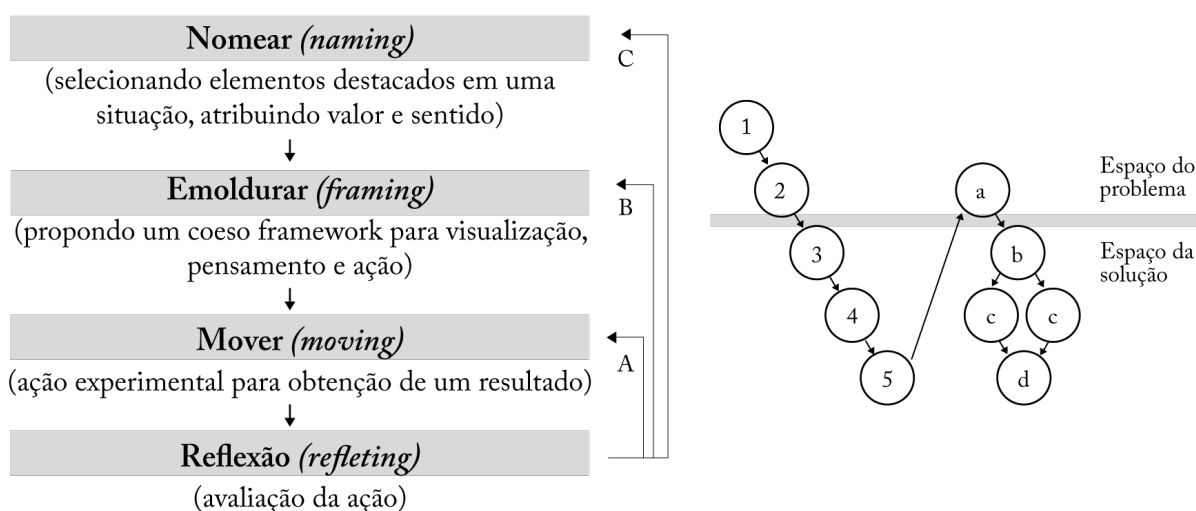 Nomear (naming)
(selecionando elementos destacados em uma
situação, atribuindo valor e sentido)
Emoldurar (framing)
(propondo um coeso framework para visualização,
pensamento e ação)
Mover (moving)
(ação experimental para obtenção de um resultado)
Reflexão (refleting)
(avaliação da ação)
C
B
A
1
2
3
4
5
a
b
c
c
d
Espaço do
problema
Espaço da
solução